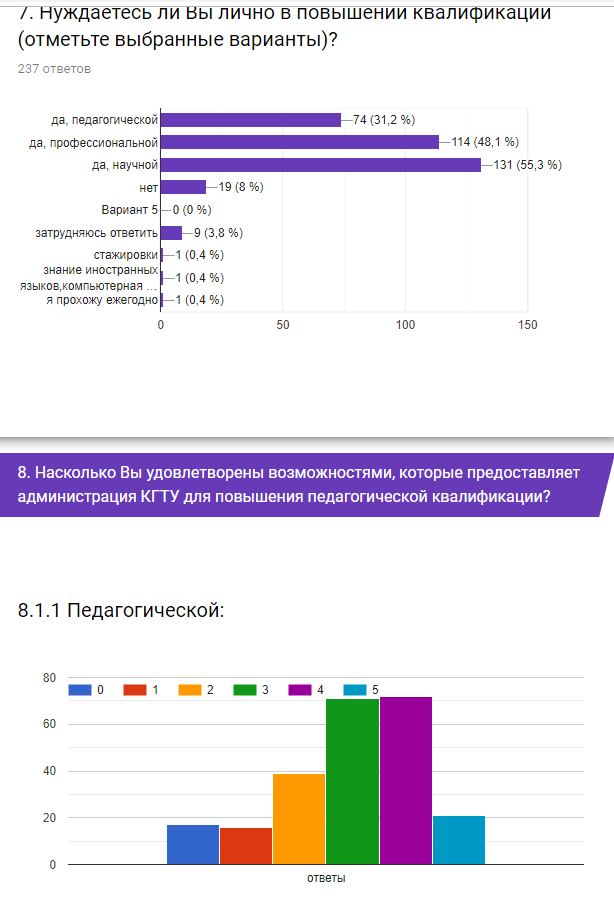 7. Нуждаетесь ли Вы лично в повышении квалификации
(отметьте выбранные варианты)?
237 ответов
да, педагогической 74 (31,2 %)
да, профессиональной 114 (48,1 %)
да, научной 131 (55,3 %)
нет 19 (8 %)
Вариант 5 0 (0 %)
затрудняюсь ответить 9 (3,8 %)
стажировки 1 (0,4 %)
знание иностранных
языков,компьютерная ... 1 (0,4 %)
я прохожу ежегодно 1 (0,4 %)
0 50 100 150
8. Насколько Вы удовлетворены возможностями, которые предоставляет
администрация КГТУ для повышения педагогической квалификации?
8.1.1 Педагогической:
80
0 1 2 3 4 5
60
40
20
0
ответы